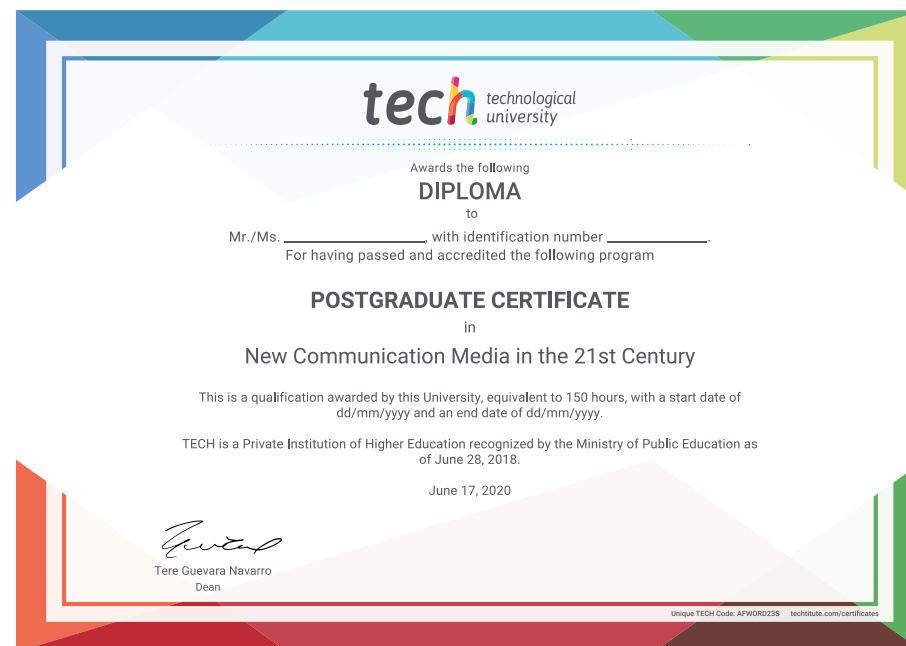 tech technological
university
Awards the following
DIPLOMA
to
Mr./Ms. ____________________, with identification number ______________.
For having passed and accredited the following program
POSTGRADUATE CERTIFICATE
in
New Communication Media in the 21st Century
This is a qualification awarded by this University, equivalent to 150 hours, with a start date of
dd/mm/yyyy and an end date of dd/mm/yyyy.
TECH is a Private Institution of Higher Education recognized by the Ministry of Public Education as
of June 28, 2018.
June 17, 2020
Tere Guevara Navarro
Dean
Unique TECH Code: AFWORD23S techtitute.com/certificates